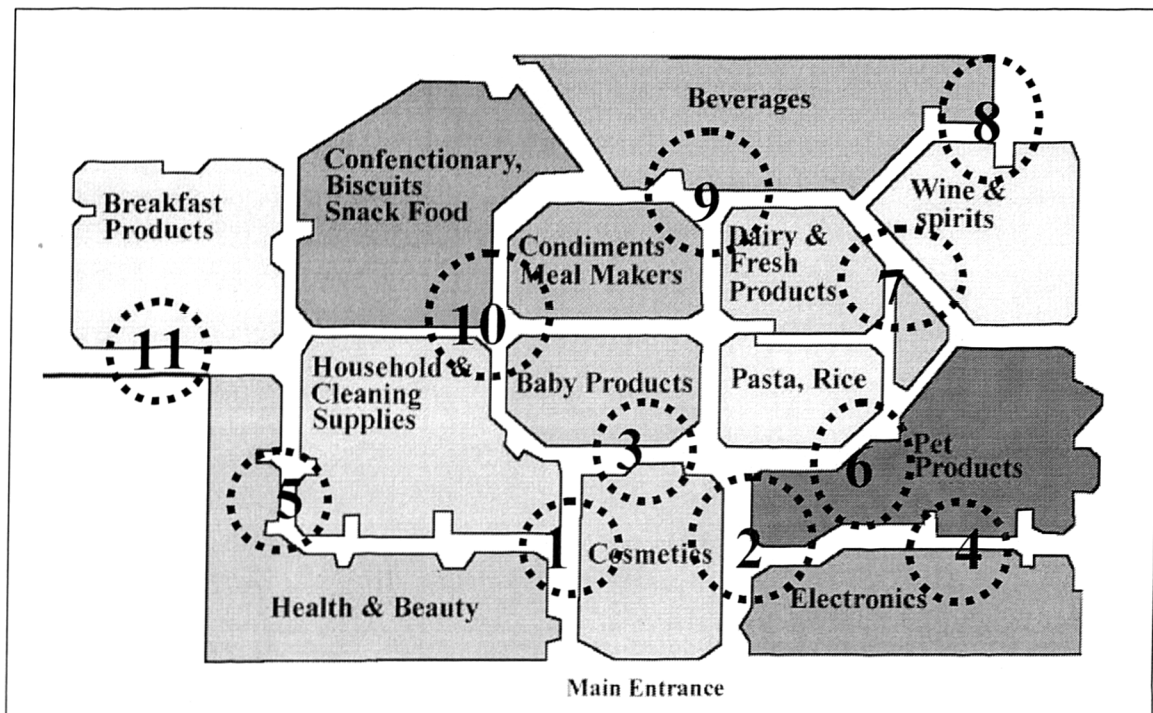 Beverages
8
Confenctionary,
Biscuits
Snack Food
Breakfast
Products
Wine &
spirits
9
Condiments
Meal Makers
Dairy &
Fresh
Products
7
10
11
Household &
Cleaning
Supplies
Baby Products
Pasta, Rice
3
Pet
Products
6
5
1
Cosmetics
2
4
Electronics
Health & Beauty
Main Entrance